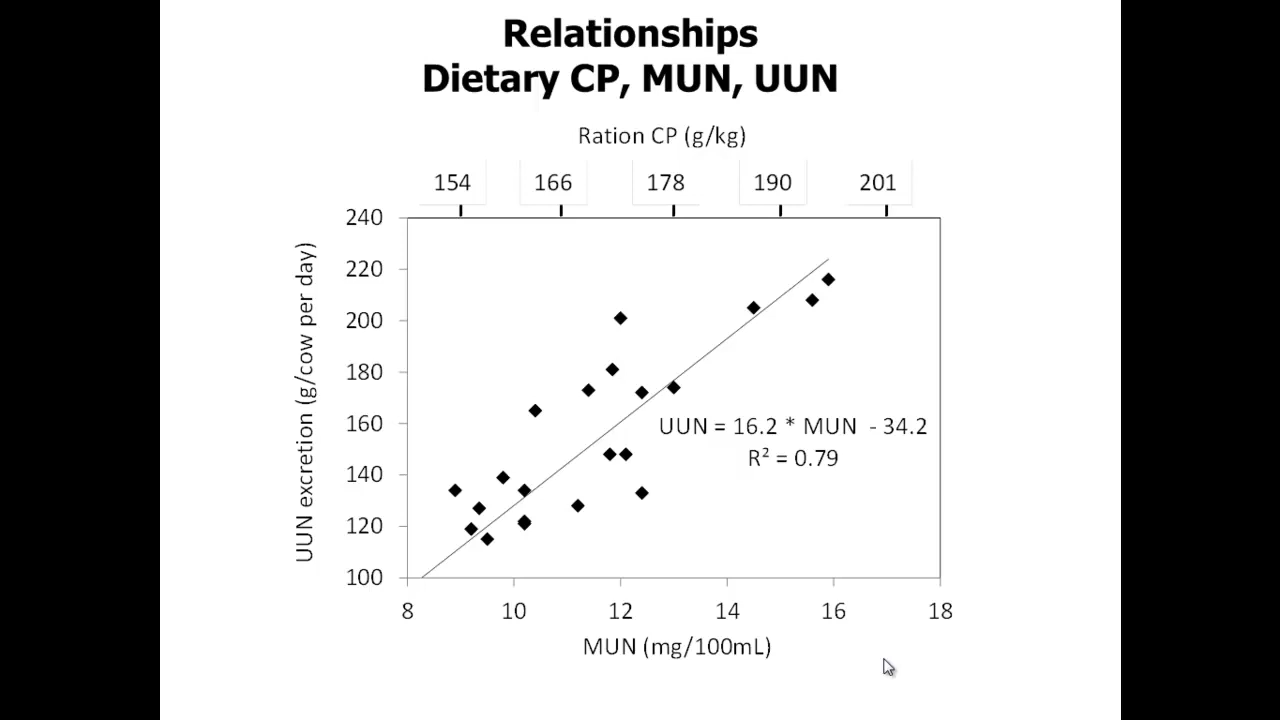 Relationships
Dietary CP, MUN, UUN
Ration CP (g/kg)
154 166 178 190 201
240
220
200
180
160
140
120
100
UUN excretion (g/cow per day)
UUN = 16.2 * MUN - 34.2
R² = 0.79
8 10 12 14 16 18
MUN (mg/100mL)